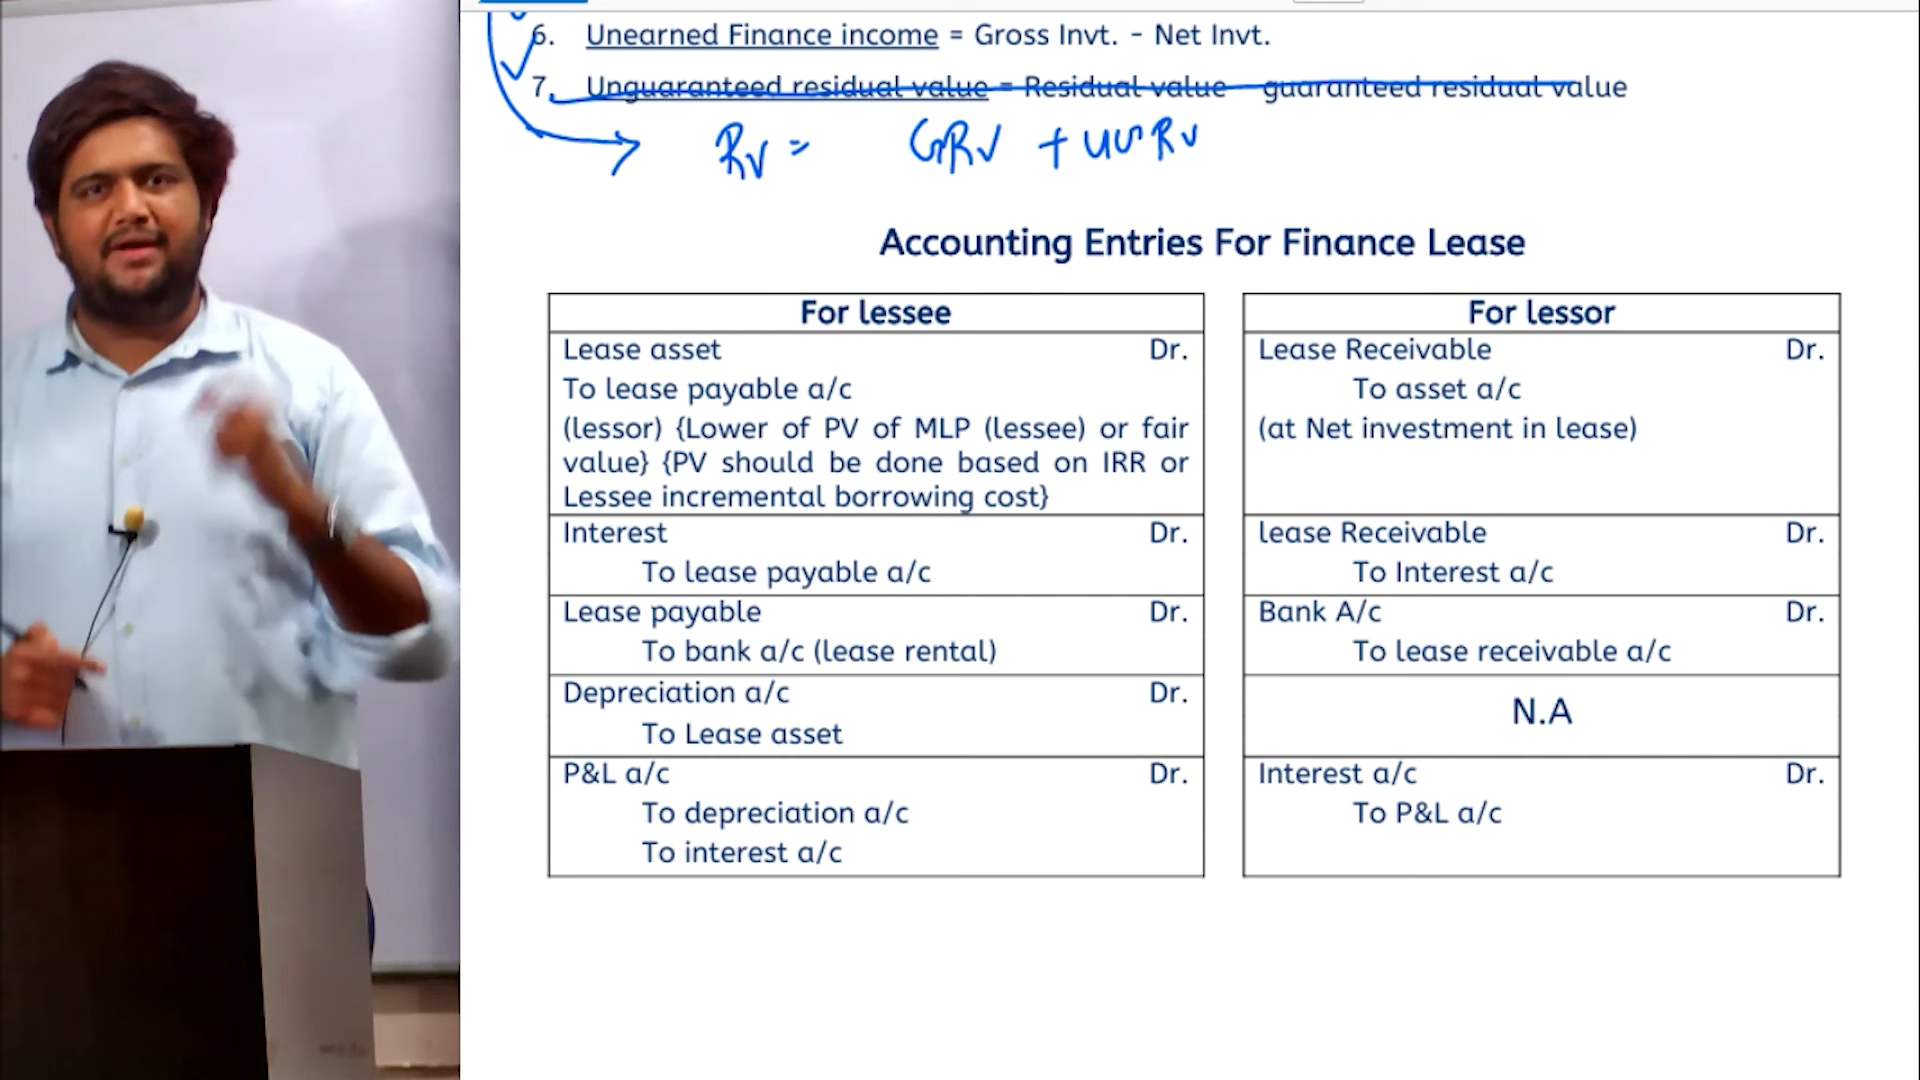 6. Unearned Finance income = Gross Invt. - Net Invt.
7. Unguaranteed residual value = Residual value - guaranteed residual value
RV = GRV + UGRV
Accounting Entries For Finance Lease
For lessee
Lease asset Dr.
To lease payable a/c
(lessor) {Lower of PV of MLP (lessee) or fair
value} {PV should be done based on IRR or
Lessee incremental borrowing cost}
Interest Dr.
To lease payable a/c
Lease payable Dr.
To bank a/c (lease rental)
Depreciation a/c Dr.
To Lease asset
P&L a/c Dr.
To depreciation a/c
To interest a/c
For lessor
Lease Receivable Dr.
To asset a/c
(at Net investment in lease)
lease Receivable Dr.
To Interest a/c
Bank A/c Dr.
To lease receivable a/c
N.A
Interest a/c Dr.
To P&L a/c